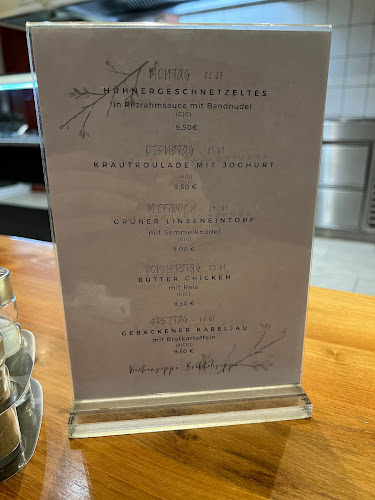 MONTAG
HÜHNERGESCHNETZELTES
in Pilzrahmsauce mit Bandnudel
9,50€
DIENSTAG
KRAUTROULADE MIT JOGHURT
9,50 €
MITTWOCH
GRÜNER LINSENEINTOPF
mit Semmelknödel
9,00 €
DONNERSTAG
BUTTER CHICKEN
mit Reis
9,50 €
FREITAG
GEBACKENER KABELJAU
mit Bratkartoffeln
9,50 €
Wochensuppe: